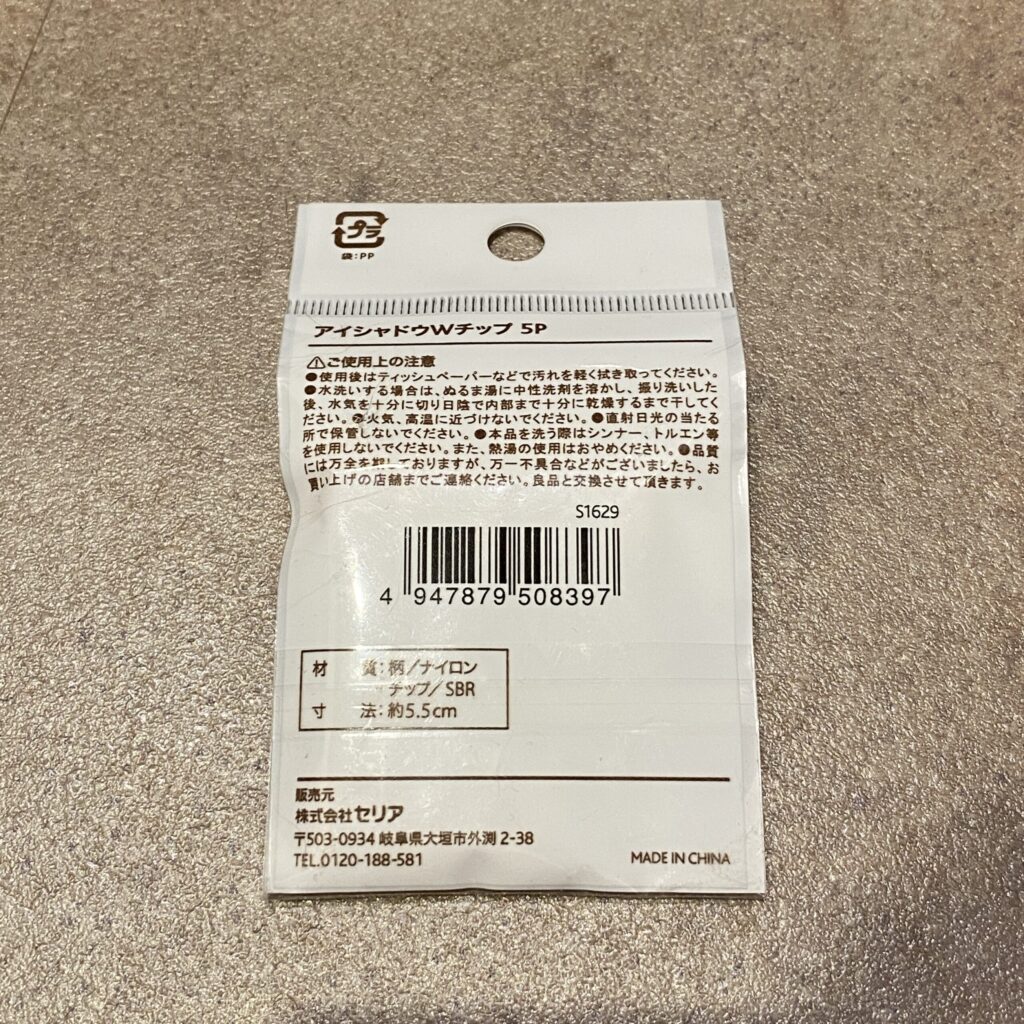 プラ
袋:PP
アイシャドウWチップ 5P
⚠ご使用上の注意
●使用後はティッシュペーパーなどで汚れを軽く拭き取ってください。
●水洗いする場合は、ぬるま湯に中性洗剤を溶かし、振り洗いした
後、水気を十分に切り日陰で内部まで十分に乾燥するまで干してく
ださい。●火気、高温に近づけないでください。●直射日光の当たる
所で保管しないでください。●本品を洗う際はシンナー、トルエン等
を使用しないでください。また、熱湯の使用はおやめください。●品質
には万全を期しておりますが、万一不具合などがございましたら、お
買い上げの店舗までご連絡ください。良品と交換させて頂きます。
S1629
4 947879 508397
材 質:柄/ナイロン
チップ/SBR
寸 法:約5.5cm
販売元
株式会社セリア
〒503-0934 岐阜県大垣市外渕2-38
TEL.0120-188-581
MADE IN CHINA